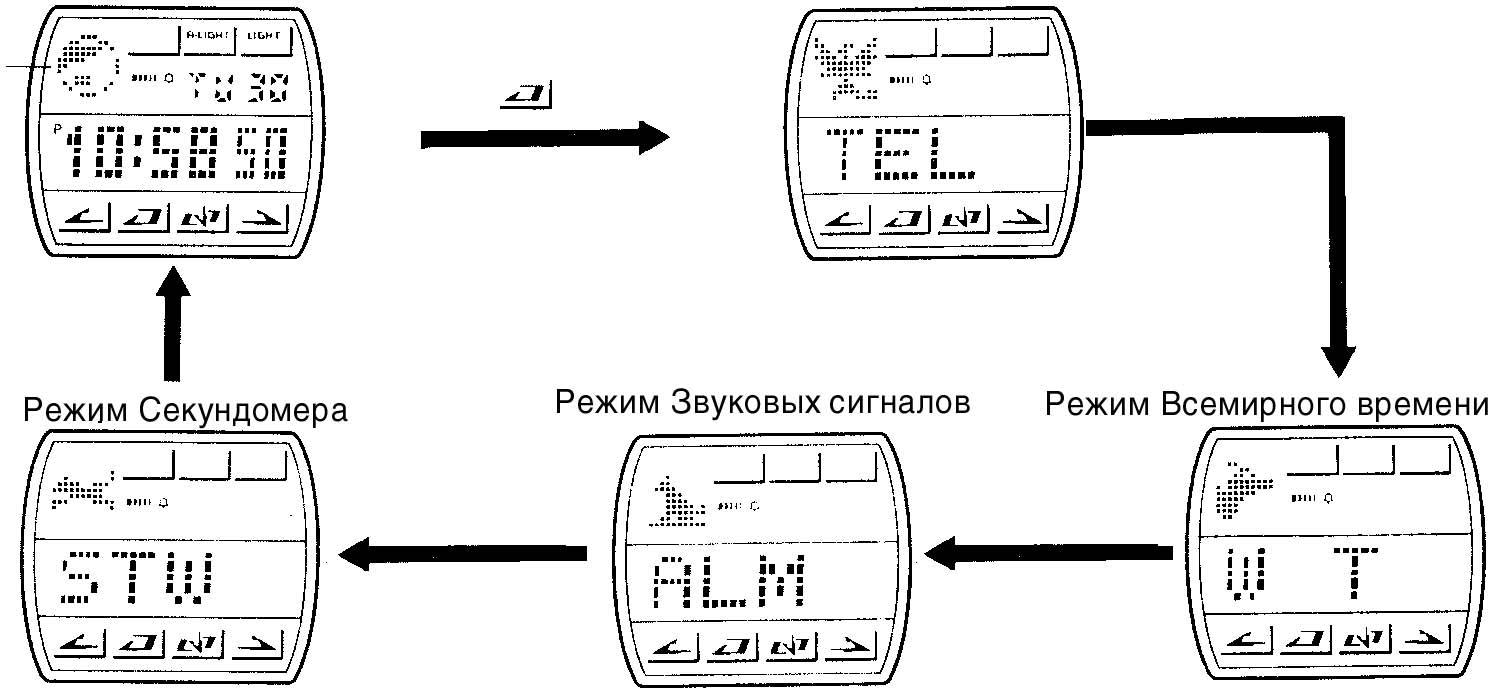 A-LIGHT LIGHT
TU 30
P 10:58 50
TEL
Режим Секундомера
Режим Звуковых сигналов
Режим Всемирного времени
STW
ALM
W T